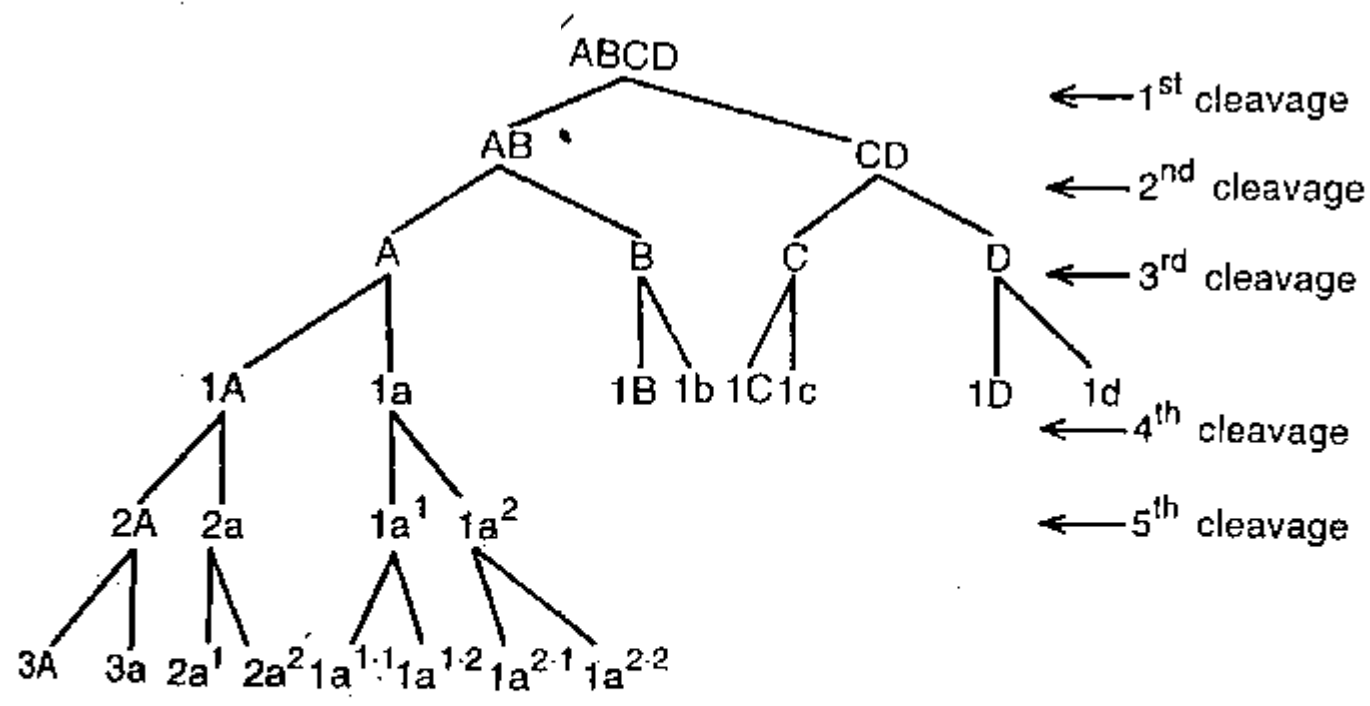 ABCD
1st cleavage
AB CD
2nd cleavage
A B C D
3rd cleavage
1A 1a 1B 1b 1C 1c 1D 1d
4th cleavage
2A 2a 1a1 1a2
5th cleavage
3A 3a 2a1 2a2 1a1·1 1a1·2 1a2·1 1a2·2